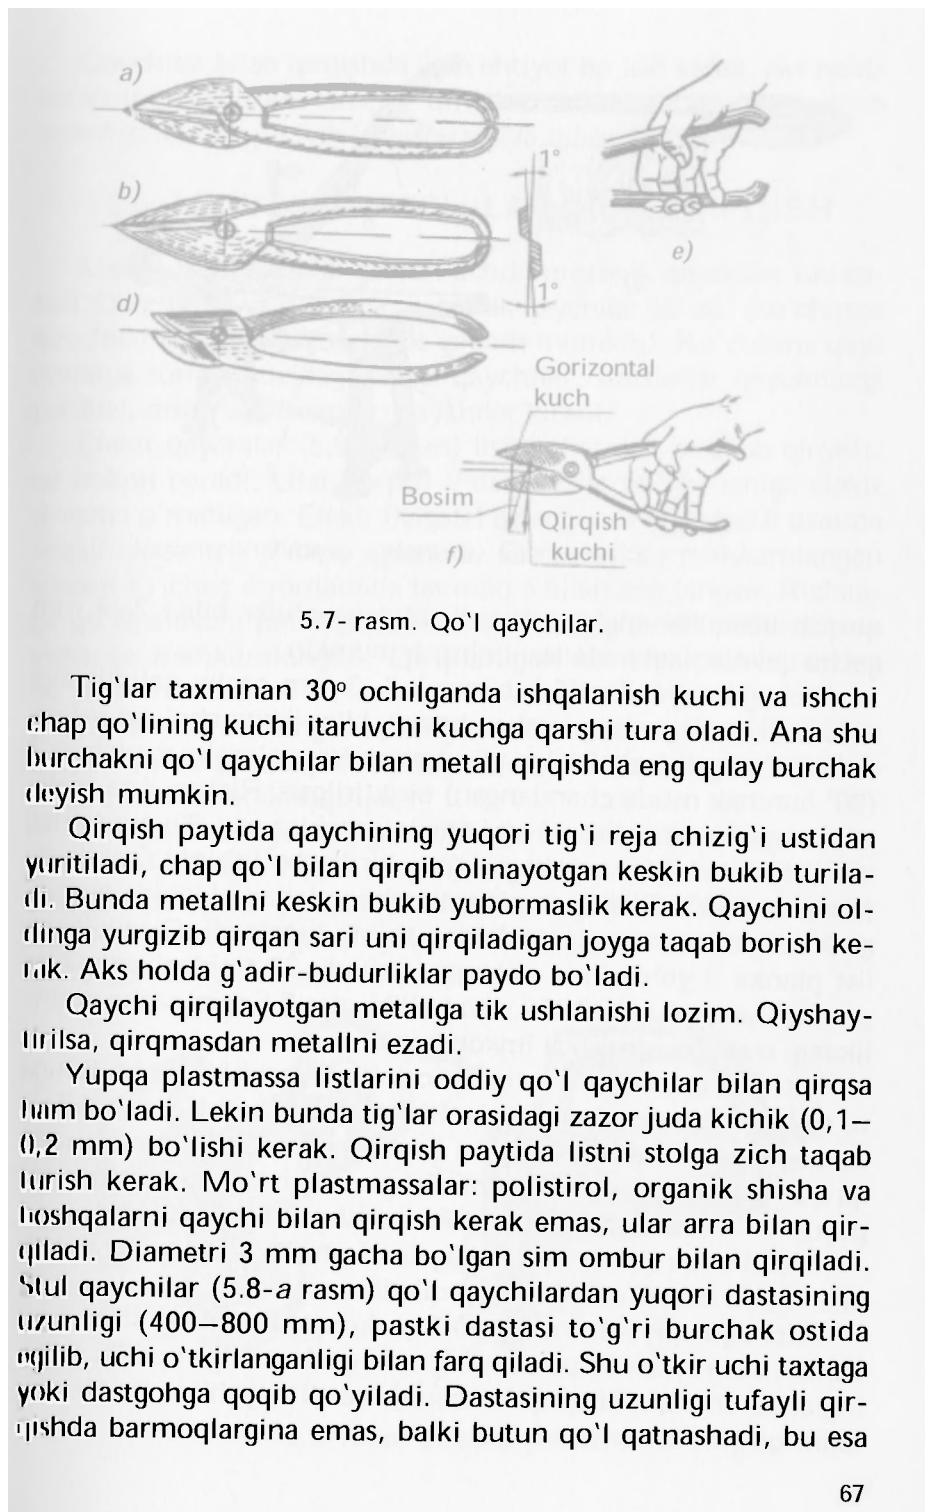 a)
1°
b)
e)
1°
d)
Gorizontal
kuch
Bosim
Qirqish
kuchi
f)
5.7- rasm. Qo'l qaychilar.
Tig'lar taxminan 30° ochilganda ishqalanish kuchi va ishchi
chap qo'lining kuchi itaruvchi kuchga qarshi tura oladi. Ana shu
burchakni qo'l qaychilar bilan metall qirqishda eng qulay burchak
deyish mumkin.
Qirqish paytida qaychining yuqori tig'i reja chizig'i ustidan
yuritiladi, chap qo'l bilan qirqib olinayotgan keskin bukib turila-
di. Bunda metallni keskin bukib yubormaslik kerak. Qaychini ol-
dinga yurgizib qirqan sari uni qirqiladigan joyga taqab borish ke-
rak. Aks holda g'adir-budurliklar paydo bo'ladi.
Qaychi qirqilayotgan metallga tik ushlanishi lozim. Qiyshay-
tirilsa, qirqmasdan metallni ezadi.
Yupqa plastmassa listlarini oddiy qo'l qaychilar bilan qirqsa
ham bo'ladi. Lekin bunda tig'lar orasidagi zazor juda kichik (0,1—
0,2 mm) bo'lishi kerak. Qirqish paytida listni stolga zich taqab
turish kerak. Mo'rt plastmassalar: polistirol, organik shisha va
boshqalarni qaychi bilan qirqish kerak emas, ular arra bilan qir-
qiladi. Diametri 3 mm gacha bo'lgan sim ombur bilan qirqiladi.
Stul qaychilar (5.8-a rasm) qo'l qaychilardan yuqori dastasining
uzunligi (400—800 mm), pastki dastasi to'g'ri burchak ostida
egilib, uchi o'tkirlanganligi bilan farq qiladi. Shu o'tkir uchi taxtaga
yoki dastgohga qoqib qo'yiladi. Dastasining uzunligi tufayli qir-
qishda barmoqlargina emas, balki butun qo'l qatnashadi, bu esa
67